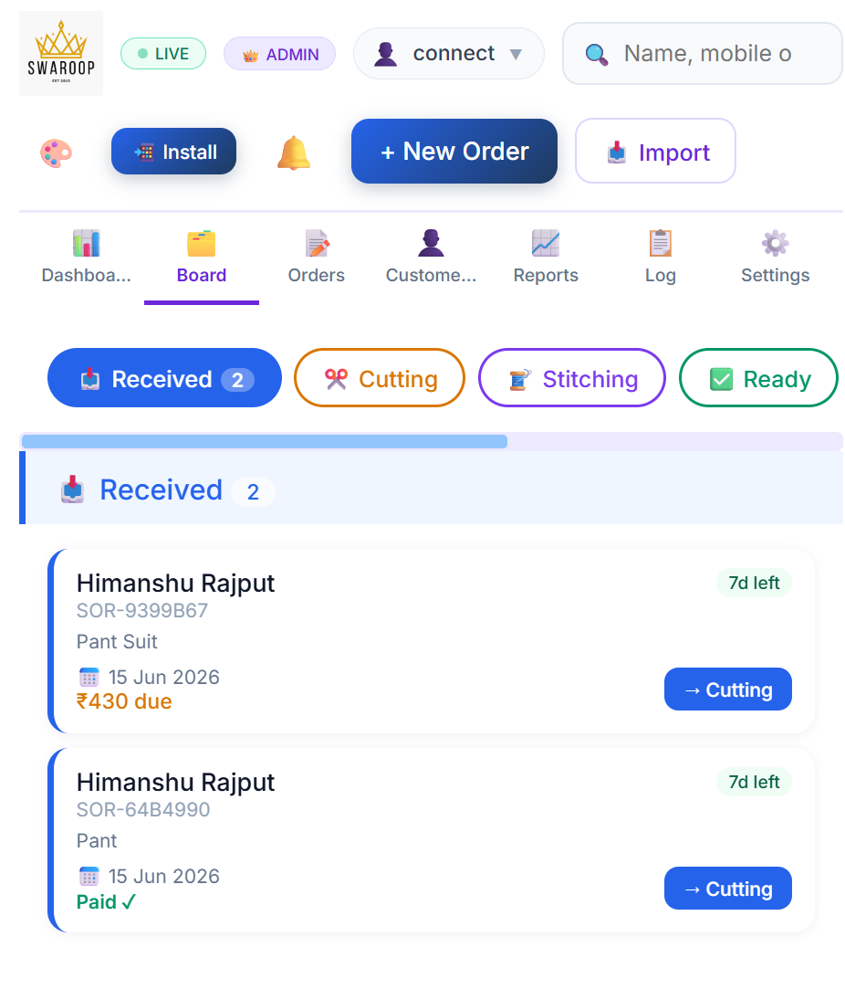 SWAROOP
LIVE
ADMIN
connect ▼
Name, mobile o
Install
+ New Order
Import
Dashboa...
Board
Orders
Custome...
Reports
Log
Settings
Received 2
Cutting
Stitching
Ready
Received 2
Himanshu Rajput
7d left
SOR-9399B67
Pant Suit
15 Jun 2026
₹430 due
→ Cutting
Himanshu Rajput
7d left
SOR-64B4990
Pant
15 Jun 2026
Paid ✓
→ Cutting